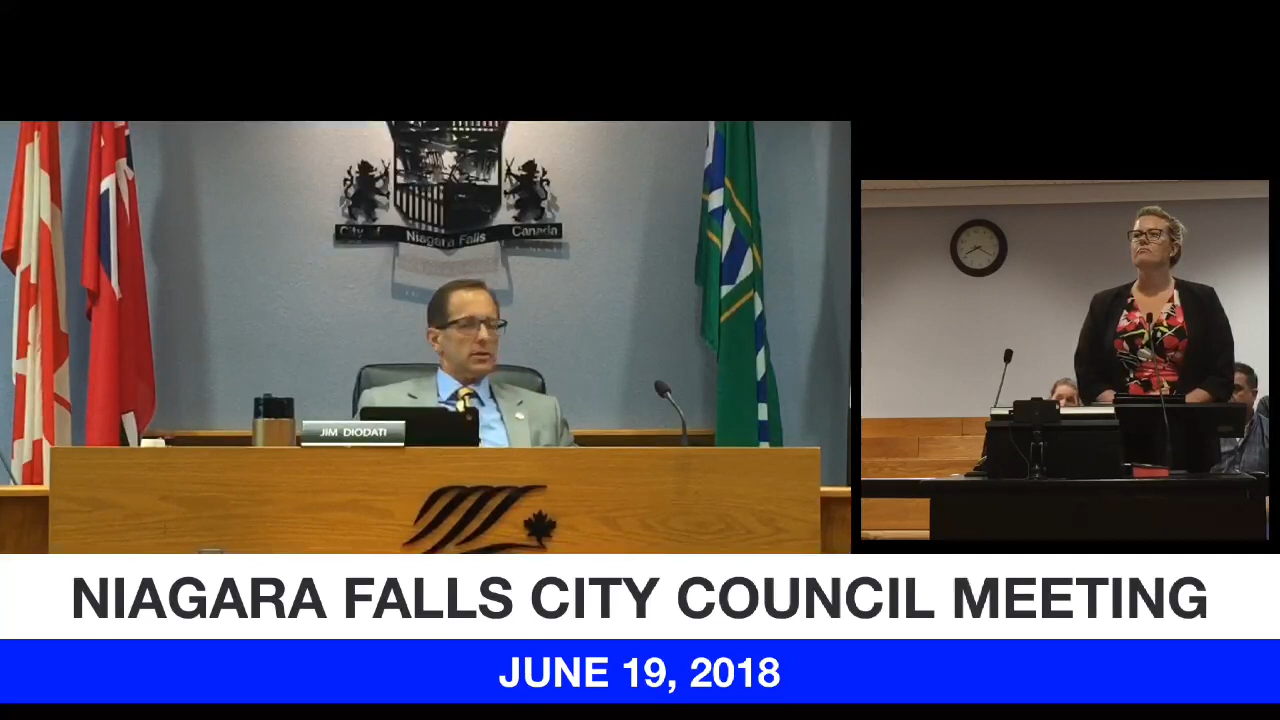 City of Niagara Falls Canada
JIM DIODATI
NIAGARA FALLS CITY COUNCIL MEETING
JUNE 19, 2018